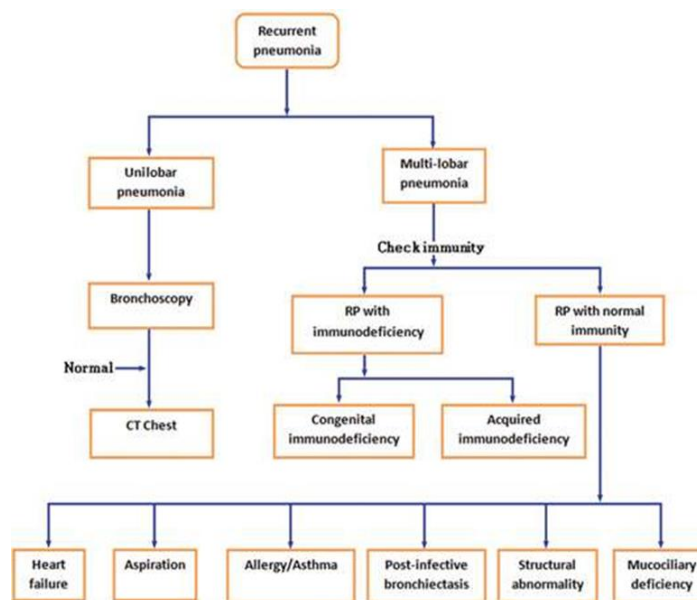 Recurrent
pneumonia
Unilobar
pneumonia
Multi-lobar
pneumonia
Check immunity
Bronchoscopy
RP with
immunodeficiency
RP with normal
immunity
Normal
CT Chest
Congenital
immunodeficiency
Acquired
immunodeficiency
Heart
failure
Aspiration
Allergy/Asthma
Post-infective
bronchiectasis
Structural
abnormality
Mucociliary
deficiency